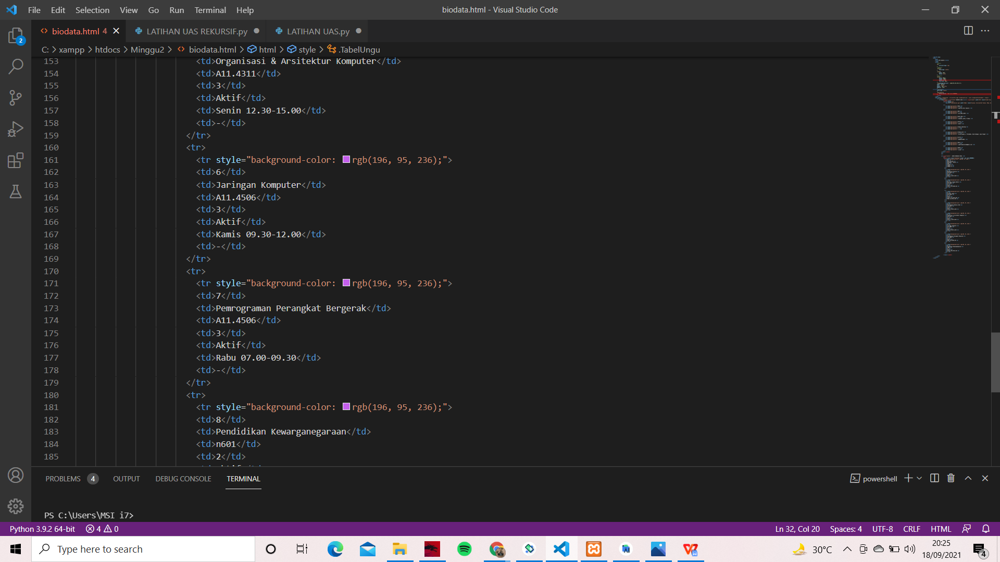 File Edit Selection View Go Run Terminal Help
biodata.html - Visual Studio Code
biodata.html 4
LATIHAN UAS REKURSIF.py
LATIHAN UAS.py
2
C: > xampp > htdocs > Minggu2 > biodata.html > html > style > .TabelUngu
153 <td>Organisasi & Arsitektur Komputer</td>
154 <td>A11.4311</td>
155 <td>3</td>
156 <td>Aktif</td>
157 <td>Senin 12.30-15.00</td>
158 <td>-</td>
159 </tr>
160 <tr>
161 <tr style="background-color: rgb(196, 95, 236);">
162 <td>6</td>
163 <td>Jaringan Komputer</td>
164 <td>A11.4506</td>
165 <td>3</td>
166 <td>Aktif</td>
167 <td>Kamis 09.30-12.00</td>
168 <td>-</td>
169 </tr>
170 <tr>
171 <tr style="background-color: rgb(196, 95, 236);">
172 <td>7</td>
173 <td>Pemrograman Perangkat Bergerak</td>
174 <td>A11.4506</td>
175 <td>3</td>
176 <td>Aktif</td>
177 <td>Rabu 07.00-09.30</td>
178 <td>-</td>
179 </tr>
180 <tr>
181 <tr style="background-color: rgb(196, 95, 236);">
182 <td>8</td>
183 <td>Pendidikan Kewarganegaraan</td>
184 <td>n601</td>
185 <td>2</td>
PROBLEMS 4 OUTPUT DEBUG CONSOLE TERMINAL
powershell
PS C:\Users\MSI i7>
Python 3.9.2 64-bit 4 0
Ln 32, Col 20 Spaces: 4 UTF-8 CRLF HTML
Type here to search
30°C
20:25
18/09/2021
4